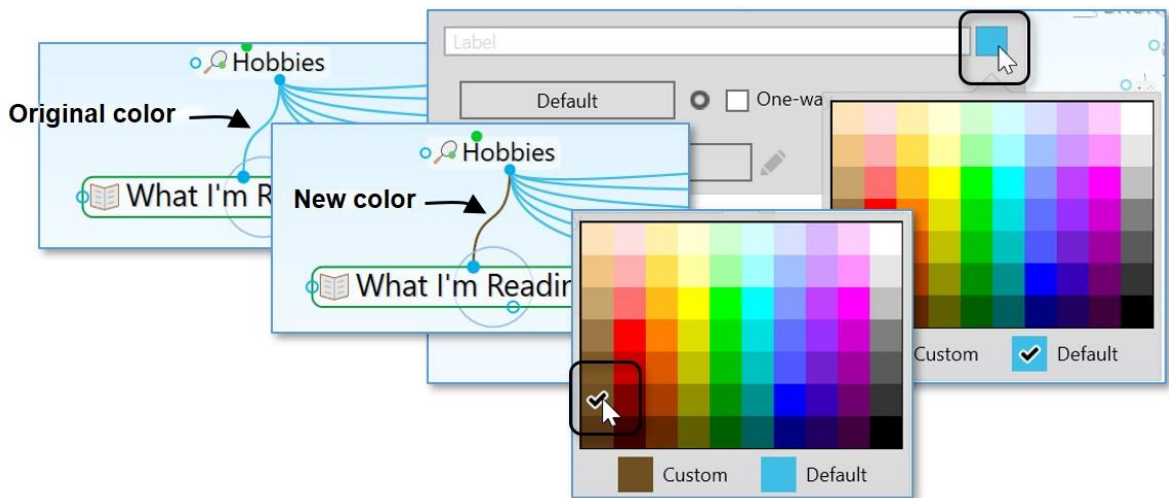 Label
Hobbies
Original color
Default
One-wa
Hobbies
What I'm R
New color
What I'm Readin
Custom
Default
Custom
Default